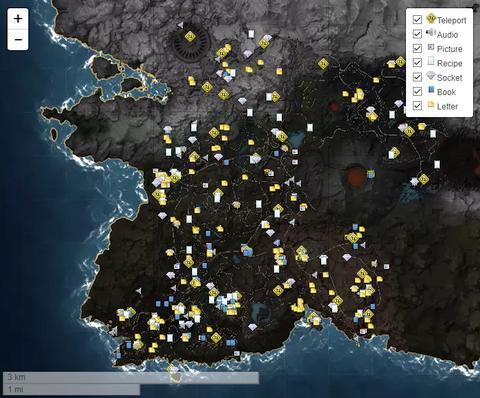 +
−
Teleport
Audio
Picture
Recipe
Socket
Book
Letter
3 km
1 mi